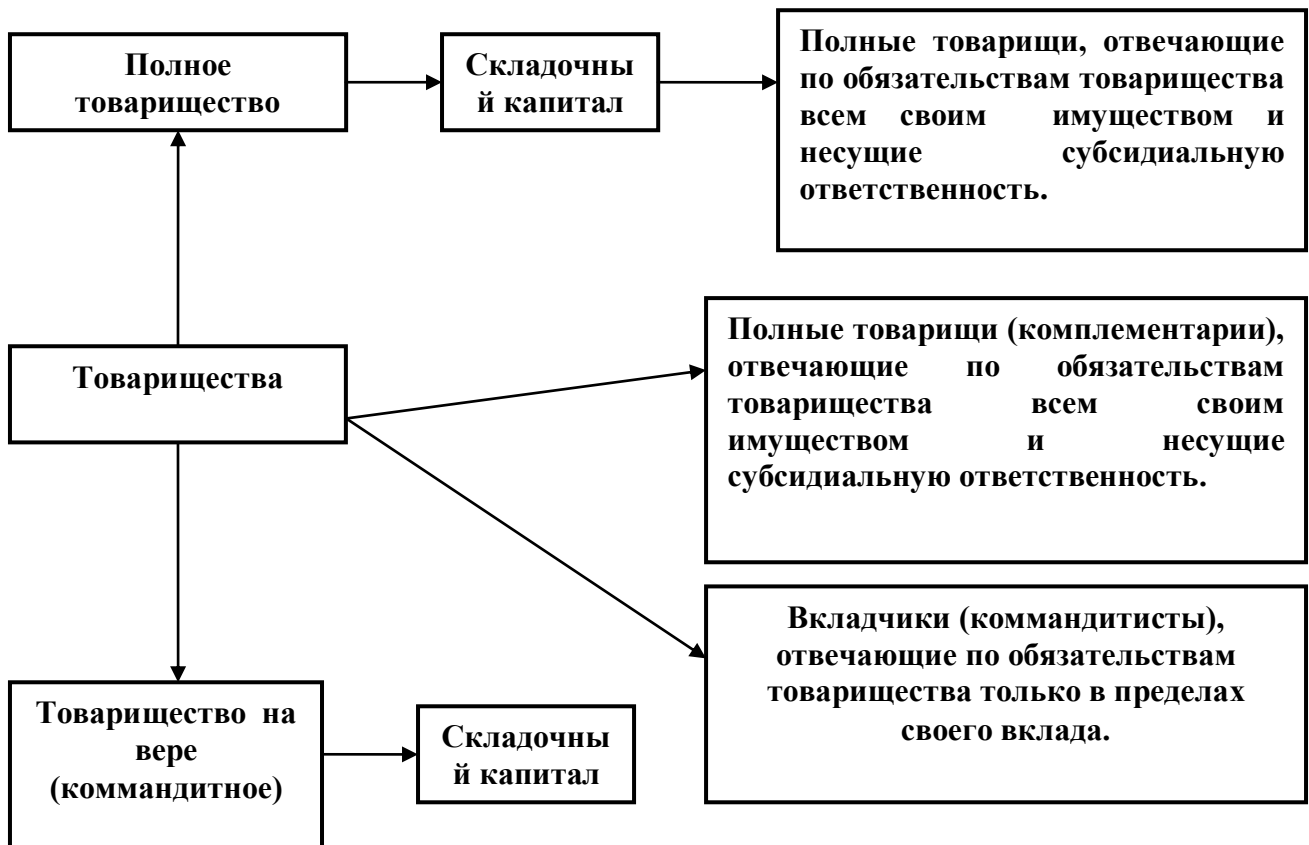 Полное
товарищество
Складочны
й капитал
Полные товарищи, отвечающие
по обязательствам товарищества
всем своим имуществом и
несущие субсидиальную
ответственность.
Товарищества
Полные товарищи (комплементарии),
отвечающие по обязательствам
товарищества всем своим
имуществом и несущие
субсидиальную ответственность.
Вкладчики (коммандитисты),
отвечающие по обязательствам
товарищества только в пределах
своего вклада.
Товарищество на
вере
(коммандитное)
Складочны
й капитал